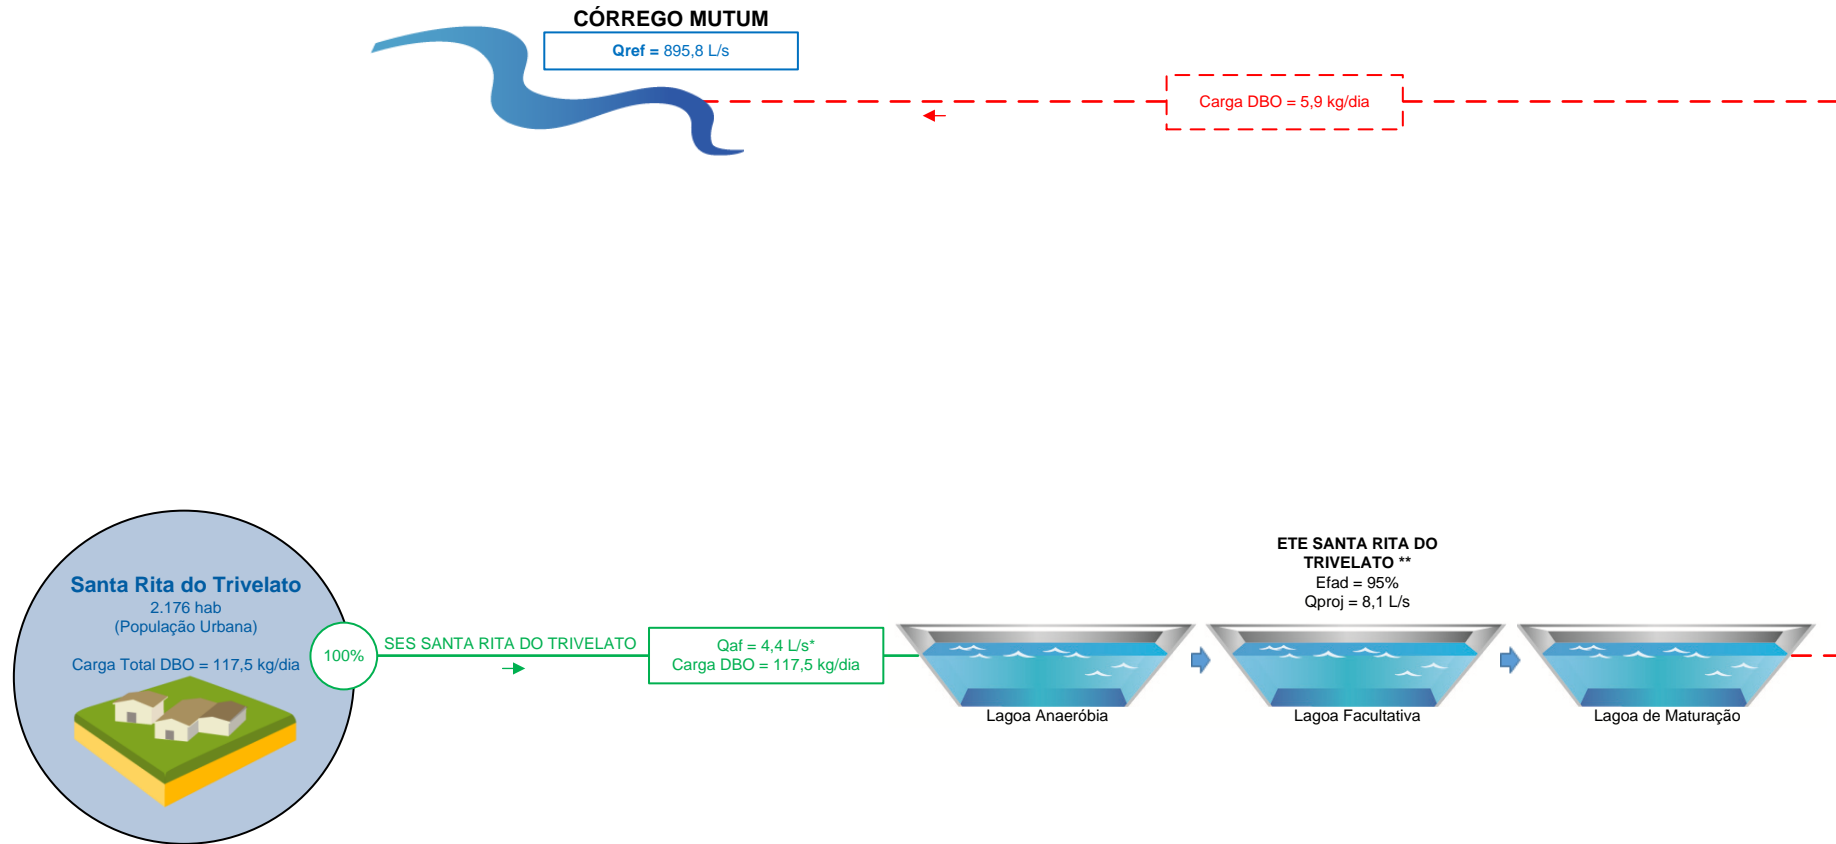 CÓRREGO MUTUM
Qref = 895,8 L/s
Carga DBO = 5,9 kg/dia
Santa Rita do Trivelato
2.176 hab
(População Urbana)
Carga Total DBO = 117,5 kg/dia
100%
SES SANTA RITA DO TRIVELATO
Qaf = 4,4 L/s*
Carga DBO = 117,5 kg/dia
ETE SANTA RITA DO
TRIVELATO **
Efad = 95%
Qproj = 8,1 L/s
Lagoa Anaeróbia
Lagoa Facultativa
Lagoa de Maturação